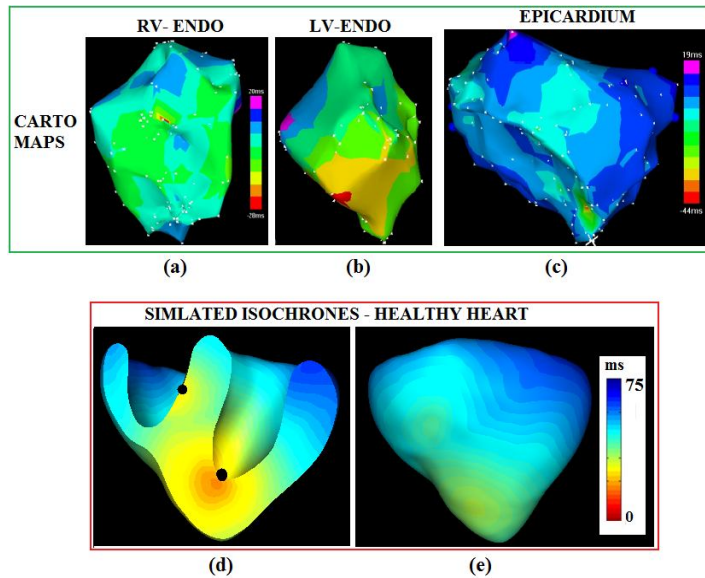 RV- ENDO
LV-ENDO
EPICARDIUM
CARTO
MAPS
20ms
-28ms
19ms
-44ms
(a)
(b)
(c)
SIMLATED ISOCHRONES - HEALTHY HEART
ms
75
0
(d)
(e)